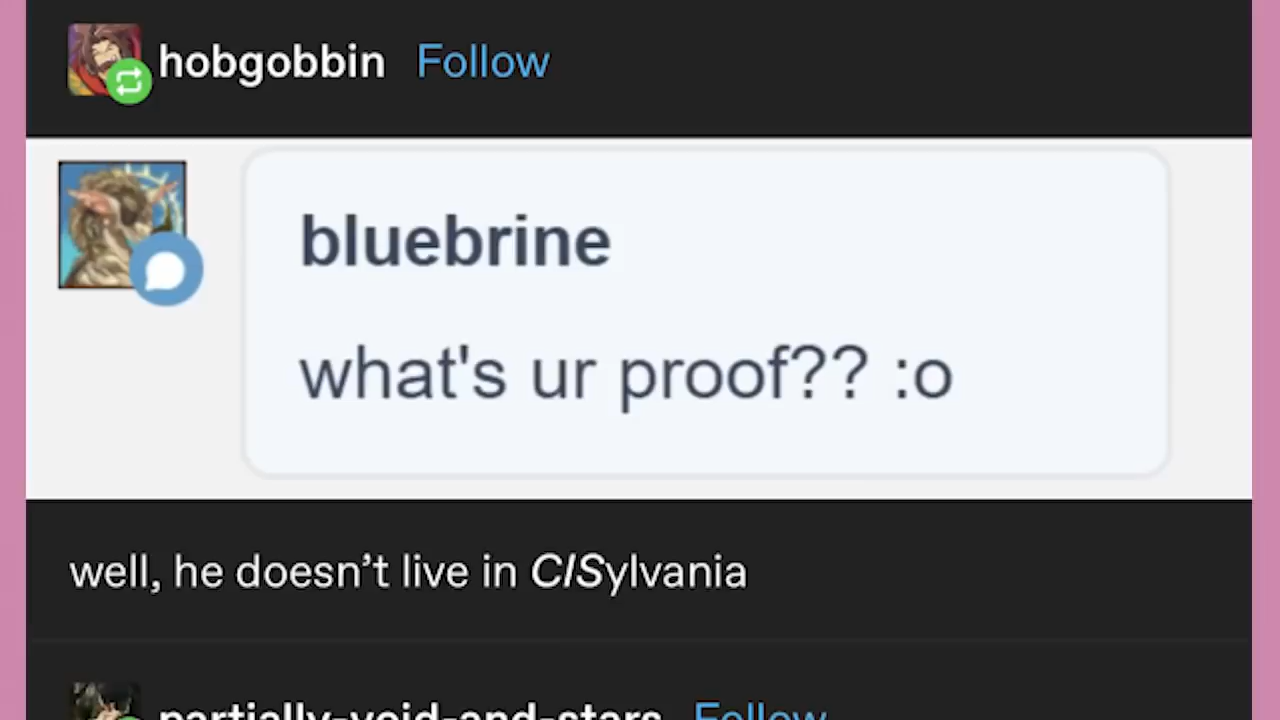 hobgobbin Follow
bluebrine
what's ur proof?? :o
well, he doesn’t live in CISylvania
partially-void-and-stars Follow